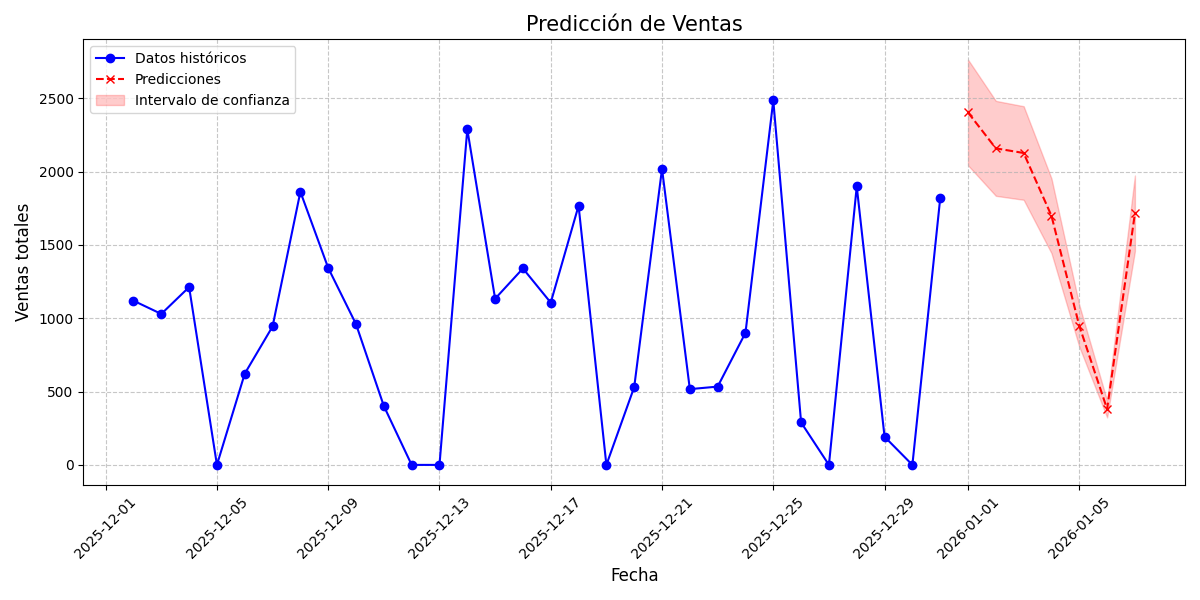 Predicción de Ventas
Datos históricos
Predicciones
Intervalo de confianza
Ventas totales
2500
2000
1500
1000
500
0
2025-12-01
2025-12-05
2025-12-09
2025-12-13
2025-12-17
2025-12-21
2025-12-25
2025-12-29
2026-01-01
2026-01-05
Fecha